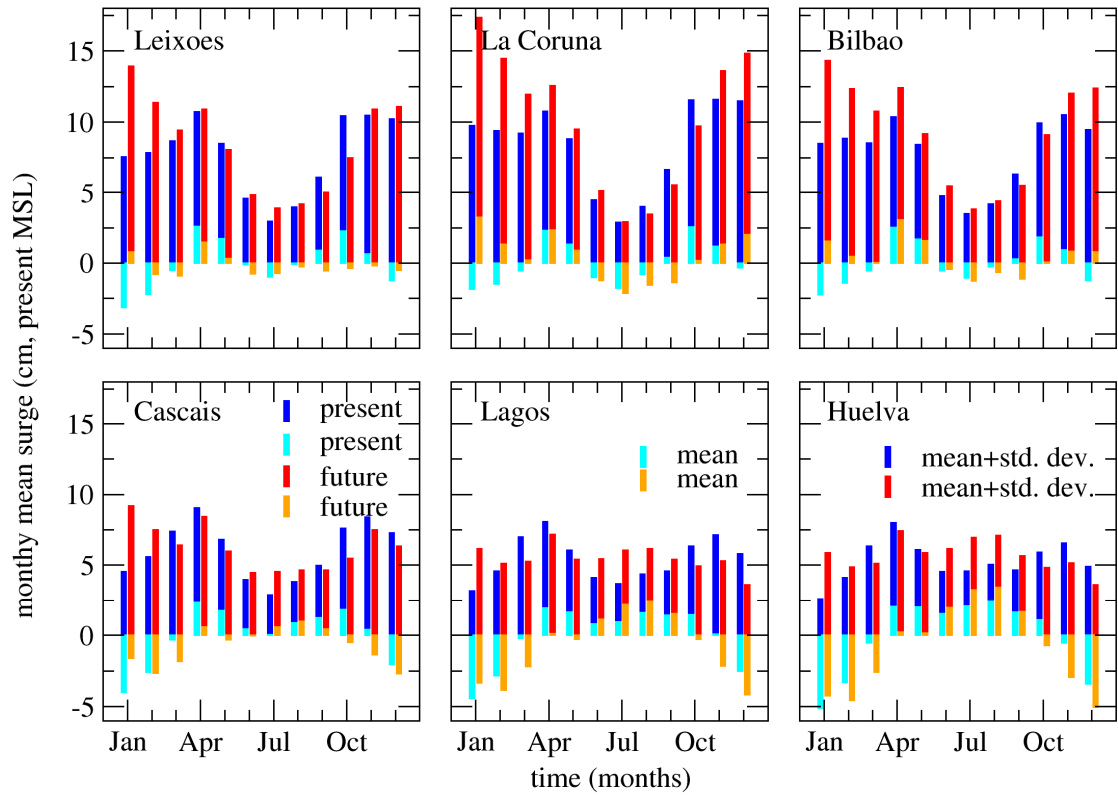 Leixoes
La Coruna
Bilbao
15
10
5
0
-5
monthy mean surge (cm, present MSL)
Cascais
present
present
future
future
Lagos
mean
mean
Huelva
mean+std. dev.
mean+std. dev.
15
10
5
0
-5
Jan Apr Jul Oct
Jan Apr Jul Oct
Jan Apr Jul Oct
time (months)